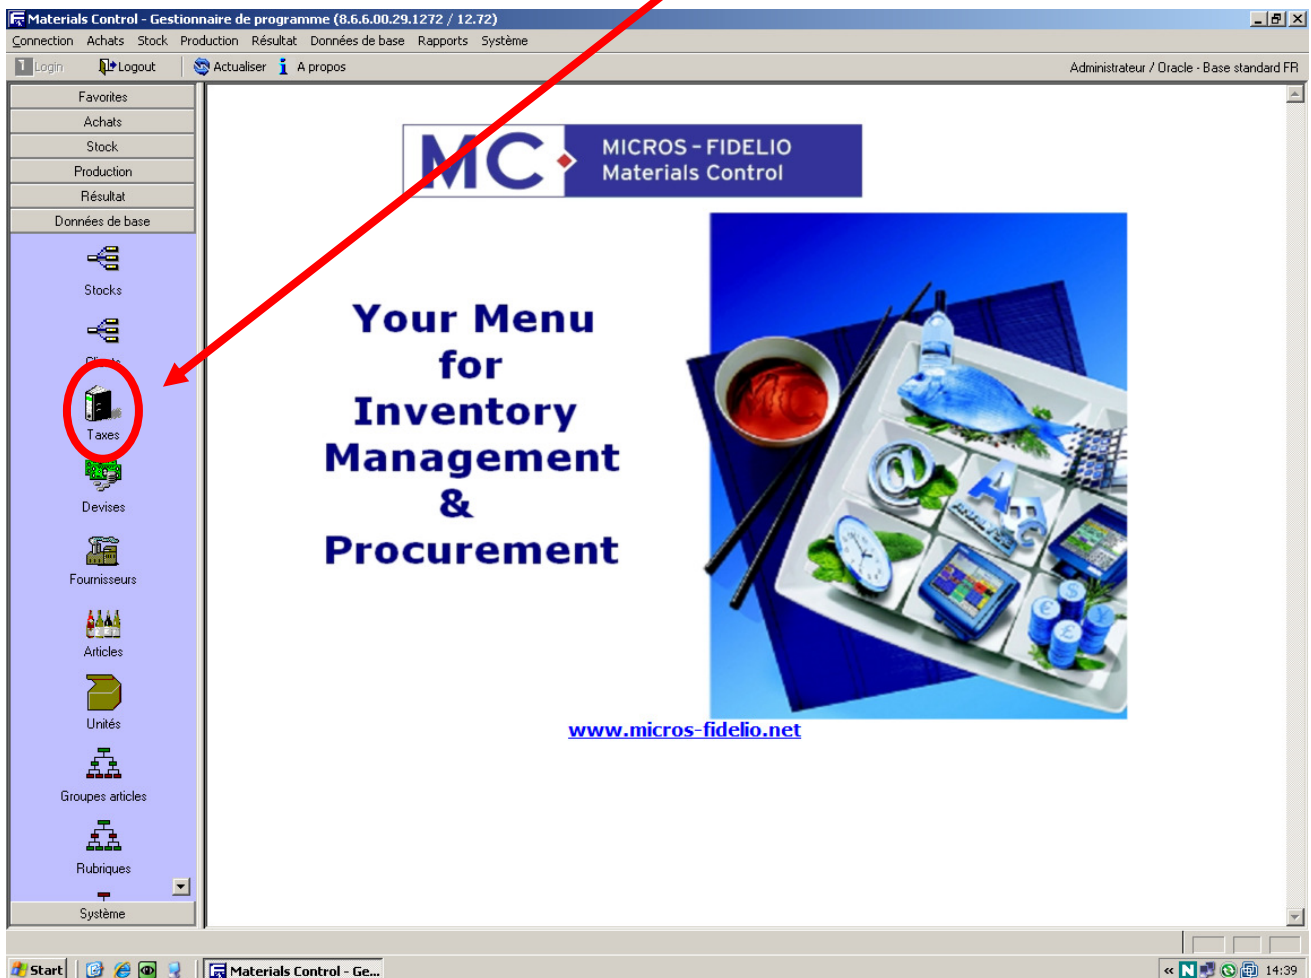 Materials Control - Gestionnaire de programme (8.6.6.00.29.1272 / 12.72)
Connection Achats Stock Production Résultat Données de base Rapports Système
Login Logout Actualiser A propos Administrateur / Oracle - Base standard FR
Favorites
Achats
Stock
Production
Résultat
Données de base
Stocks
Clients
Taxes
Devises
Fournisseurs
Articles
Unités
Groupes articles
Rubriques
Système
MC MICROS - FIDELIO
Materials Control
Your Menu
for
Inventory
Management
&
Procurement
www.micros-fidelio.net
Start Materials Control - Ge... « N 14:39